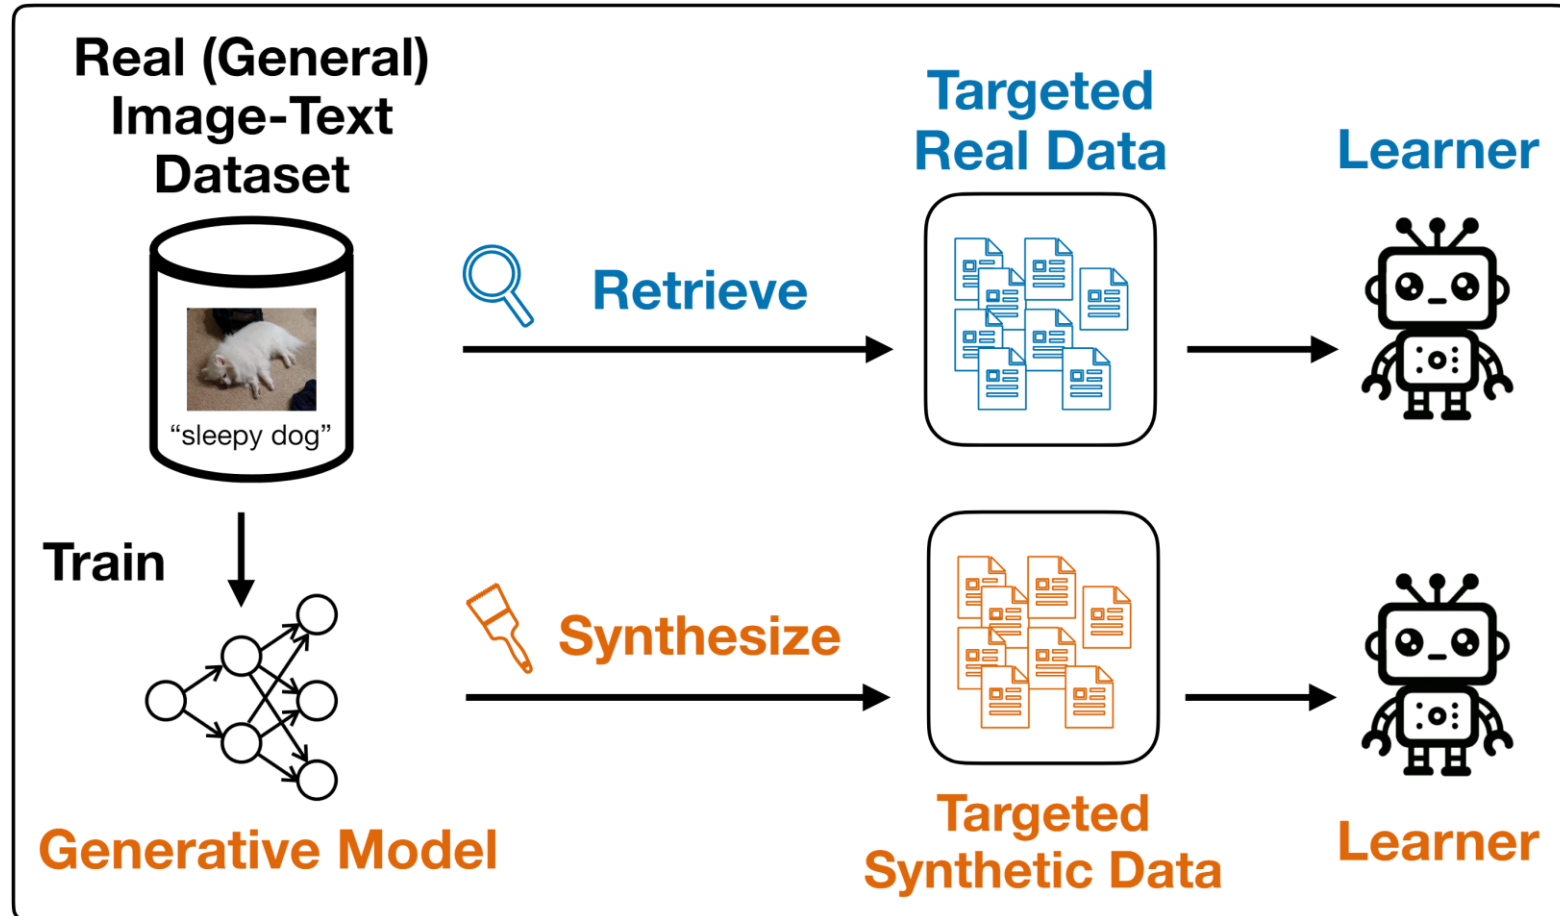 Real (General)
Image-Text
Dataset
“sleepy dog”
Train
Generative Model
Retrieve
Targeted
Real Data
Learner
Synthesize
Targeted
Synthetic Data
Learner